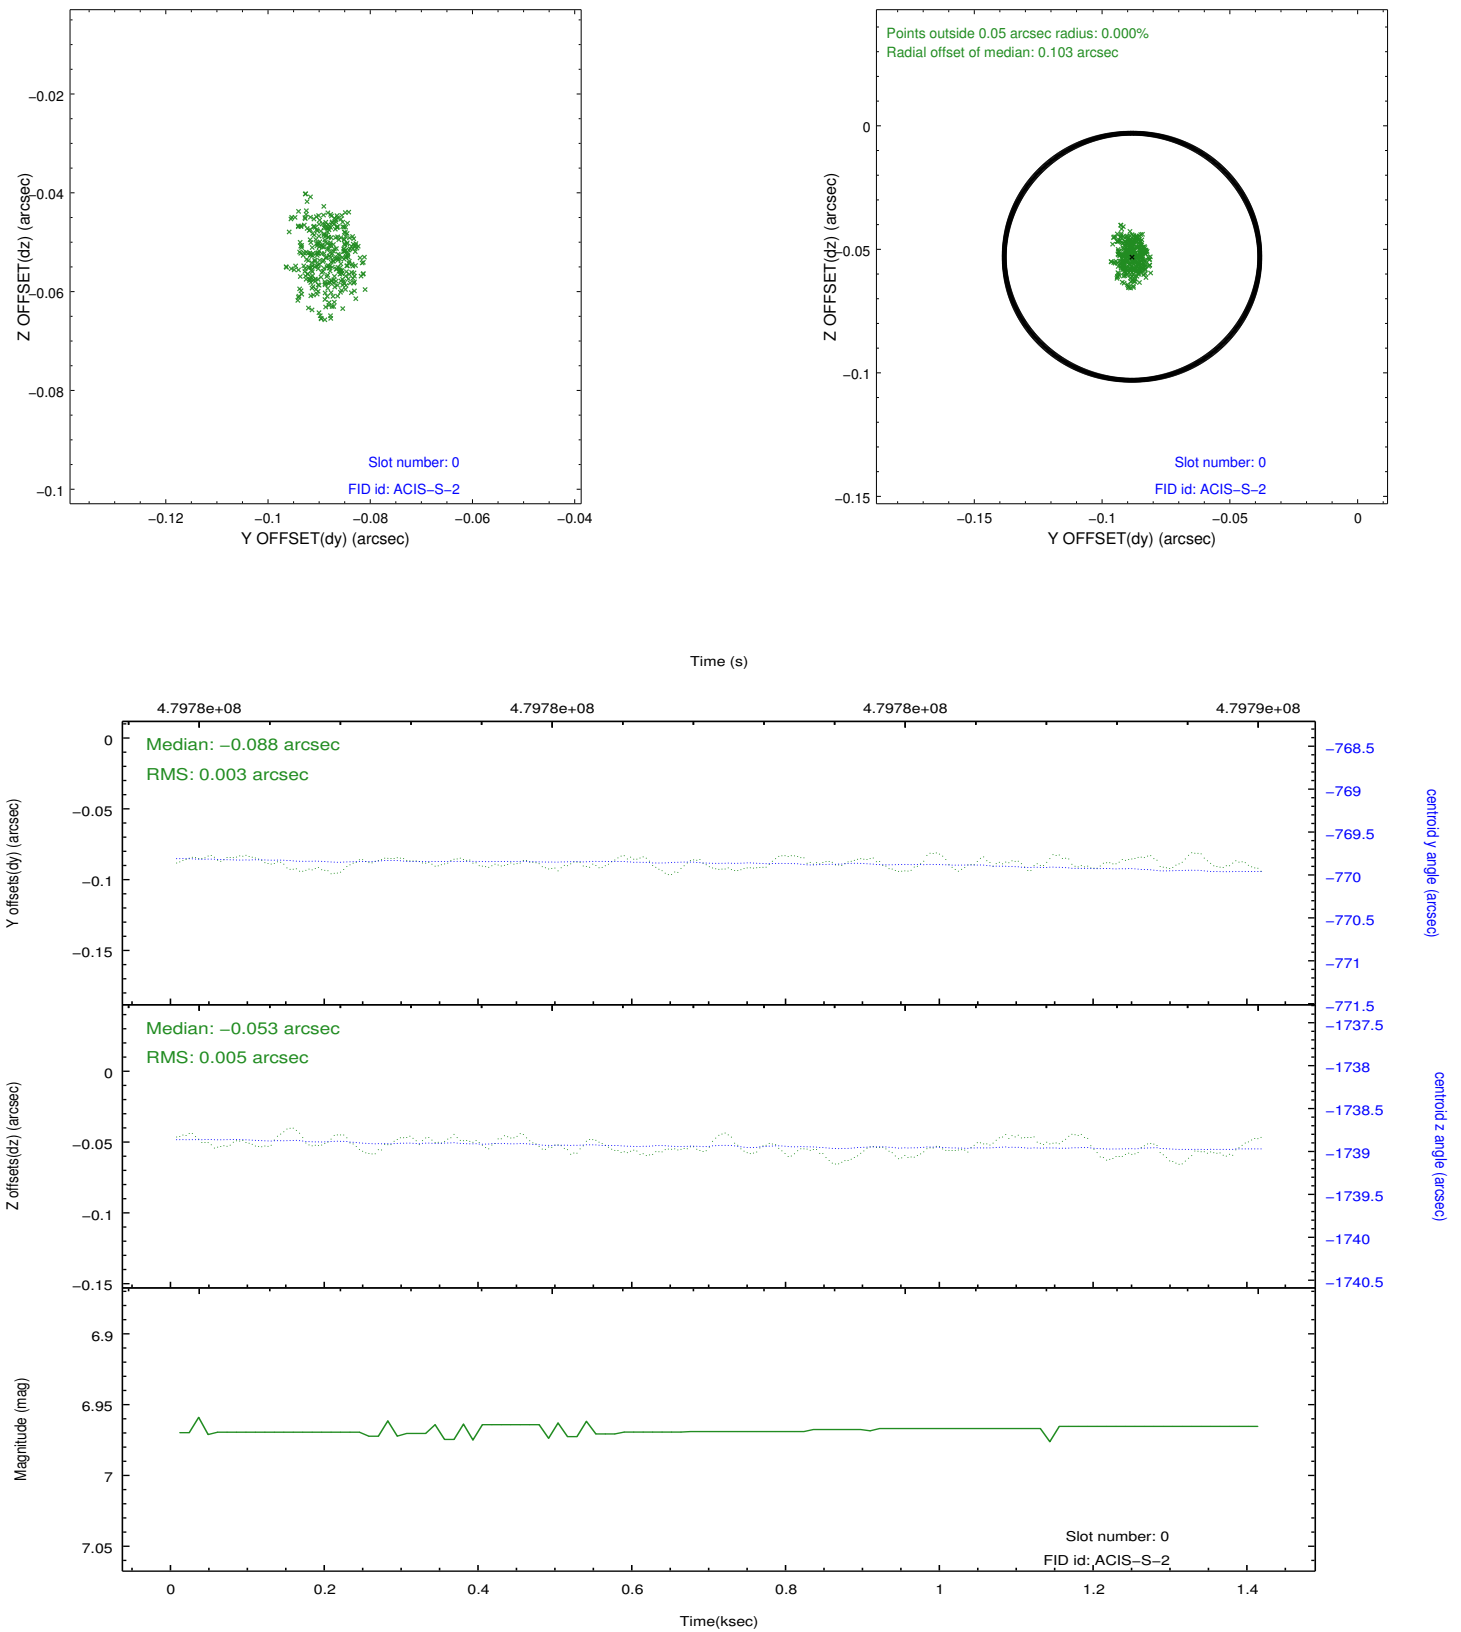 −0.02
−0.04
−0.06
−0.08
−0.1
Z OFFSET(dz) (arcsec)
Slot number: 0
FID id: ACIS−S−2
−0.12
−0.1
−0.08
−0.06
−0.04
Y OFFSET(dy) (arcsec)
Points outside 0.05 arcsec radius: 0.000%
Radial offset of median: 0.103 arcsec
0
−0.05
−0.1
−0.15
Z OFFSET(dz) (arcsec)
Slot number: 0
FID id: ACIS−S−2
−0.15
−0.1
−0.05
0
Y OFFSET(dy) (arcsec)
Time (s)
4.7978e+08
4.7978e+08
4.7978e+08
4.7979e+08
Median: −0.088 arcsec
RMS: 0.003 arcsec
0
−0.05
−0.1
−0.15
Y offsets(dy) (arcsec)
−768.5
−769
−769.5
−770
−770.5
−771
−771.5
centroid y angle (arcsec)
Median: −0.053 arcsec
RMS: 0.005 arcsec
0
−0.05
−0.1
−0.15
Z offsets(dz) (arcsec)
−1737.5
−1738
−1738.5
−1739
−1739.5
−1740
−1740.5
centroid z angle (arcsec)
6.9
6.95
7
7.05
Magnitude (mag)
Slot number: 0
FID id: ACIS−S−2
0
0.2
0.4
0.6
0.8
1
1.2
1.4
Time(ksec)